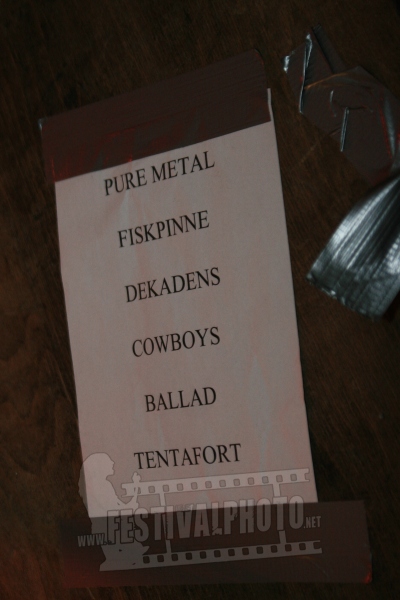 PURE METAL
FISKPINNE
DEKADENS
COWBOYS
BALLAD
TENTAFORT
www.FESTIVALPHOTO.NET